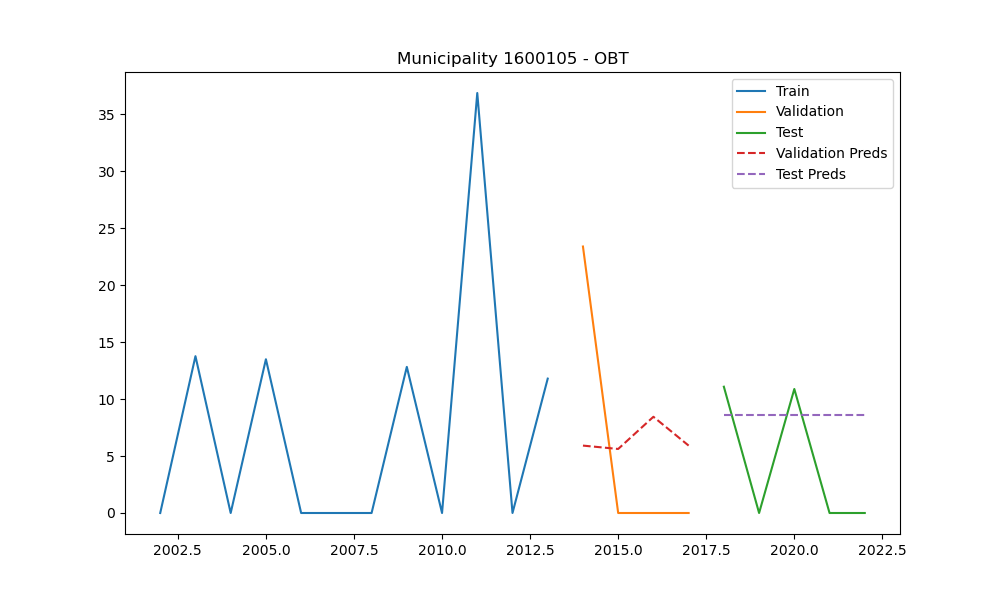 Municipality 1600105 - OBT
Train
Validation
Test
Validation Preds
Test Preds
35
30
25
20
15
10
5
0
2002.5 2005.0 2007.5 2010.0 2012.5 2015.0 2017.5 2020.0 2022.5